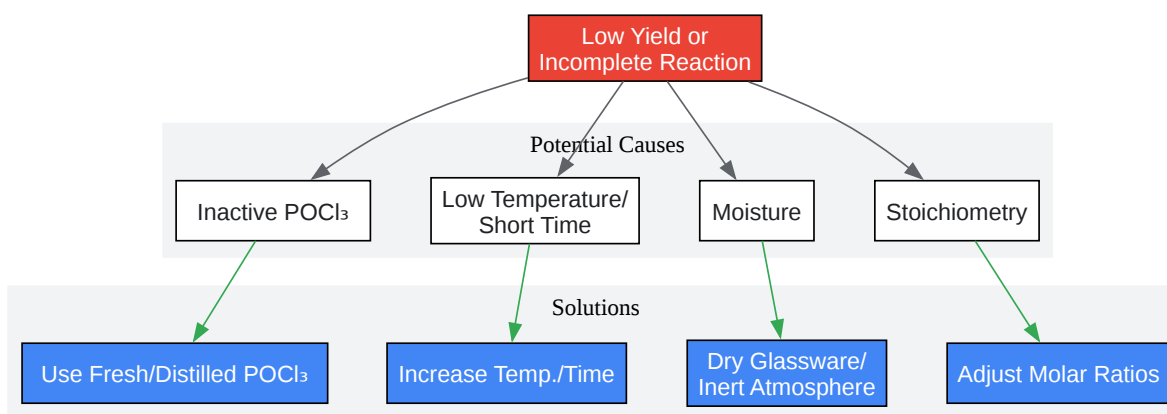 Low Yield or
Incomplete Reaction
Potential Causes
Inactive POCl₃
Low Temperature/
Short Time
Moisture
Stoichiometry
Solutions
Use Fresh/Distilled POCl₃
Increase Temp./Time
Dry Glassware/
Inert Atmosphere
Adjust Molar Ratios